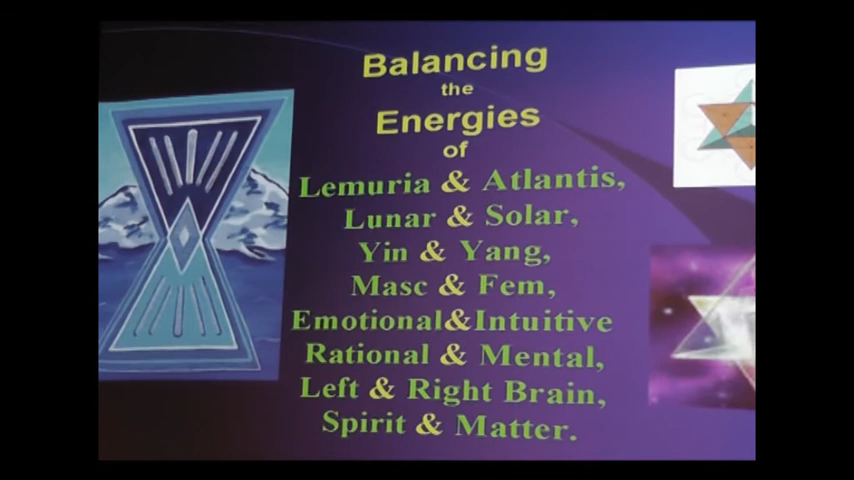 Balancing
the
Energies
of
Lemuria & Atlantis,
Lunar & Solar,
Yin & Yang,
Masc & Fem,
Emotional&Intuitive
Rational & Mental,
Left & Right Brain,
Spirit & Matter.